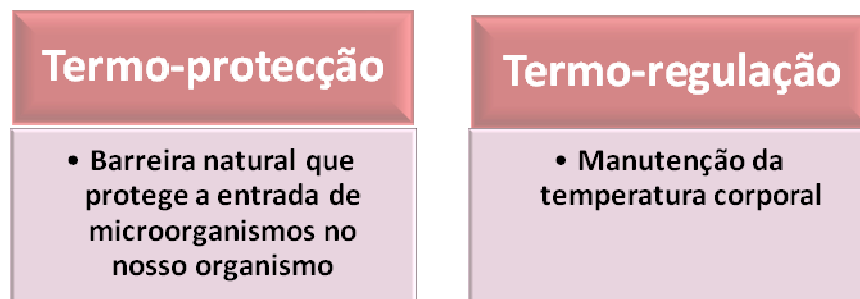 Termo-protecção
• Barreira natural que
protege a entrada de
microorganismos no
nosso organismo
Termo-regulação
• Manutenção da
temperatura corporal